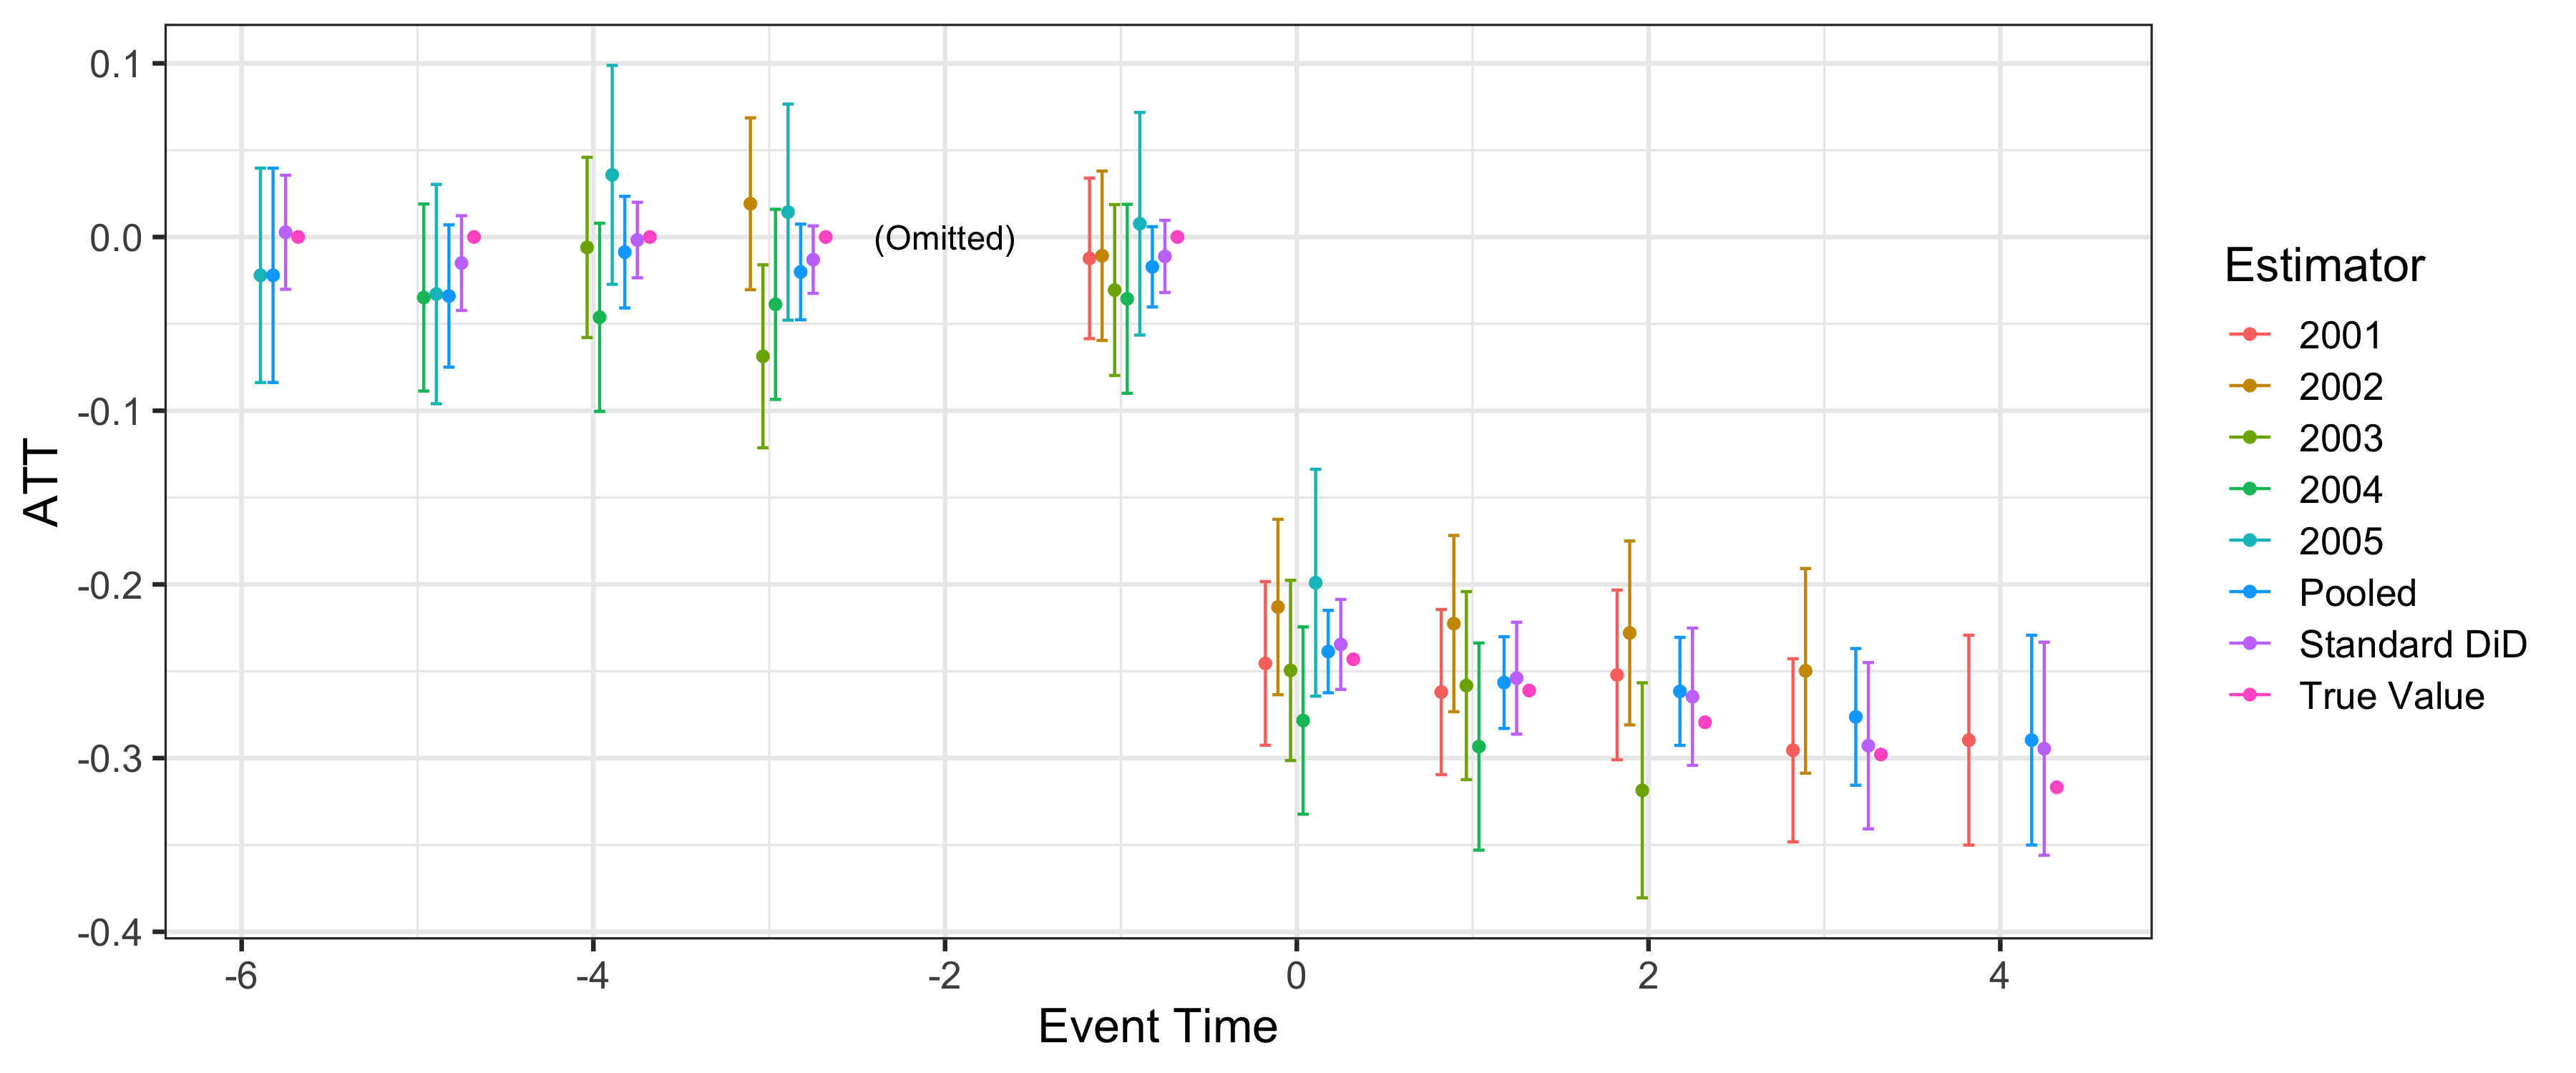 0.1
0.0
-0.1
-0.2
-0.3
-0.4
ATT
(Omitted)
-6
-4
-2
0
2
4
Event Time
Estimator
2001
2002
2003
2004
2005
Pooled
Standard DiD
True Value